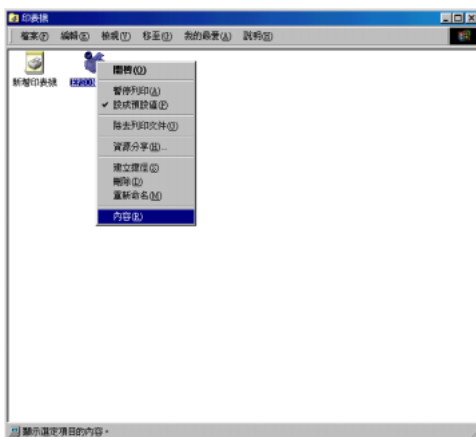 印表機
檔案(F) 編輯(E) 檢視(V) 移至(G) 我的最愛(A) 說明(H)
新增印表機
開啓(O)
暫停列印(A)
設成預設值(F)
除去列印文件(U)
資源分享(H)...
建立捷徑(S)
刪除(D)
重新命名(M)
內容(R)
顯示選定項目的內容。